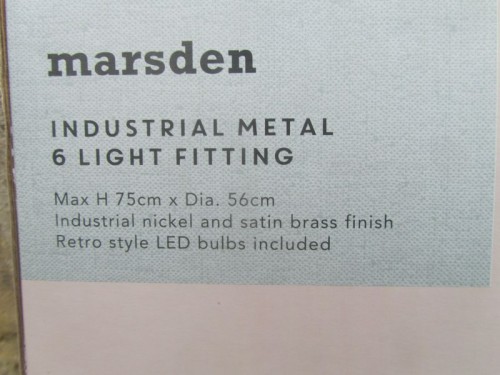 marsden
INDUSTRIAL METAL
6 LIGHT FITTING
Max H 75cm x Dia. 56cm
Industrial nickel and satin brass finish
Retro style LED bulbs included